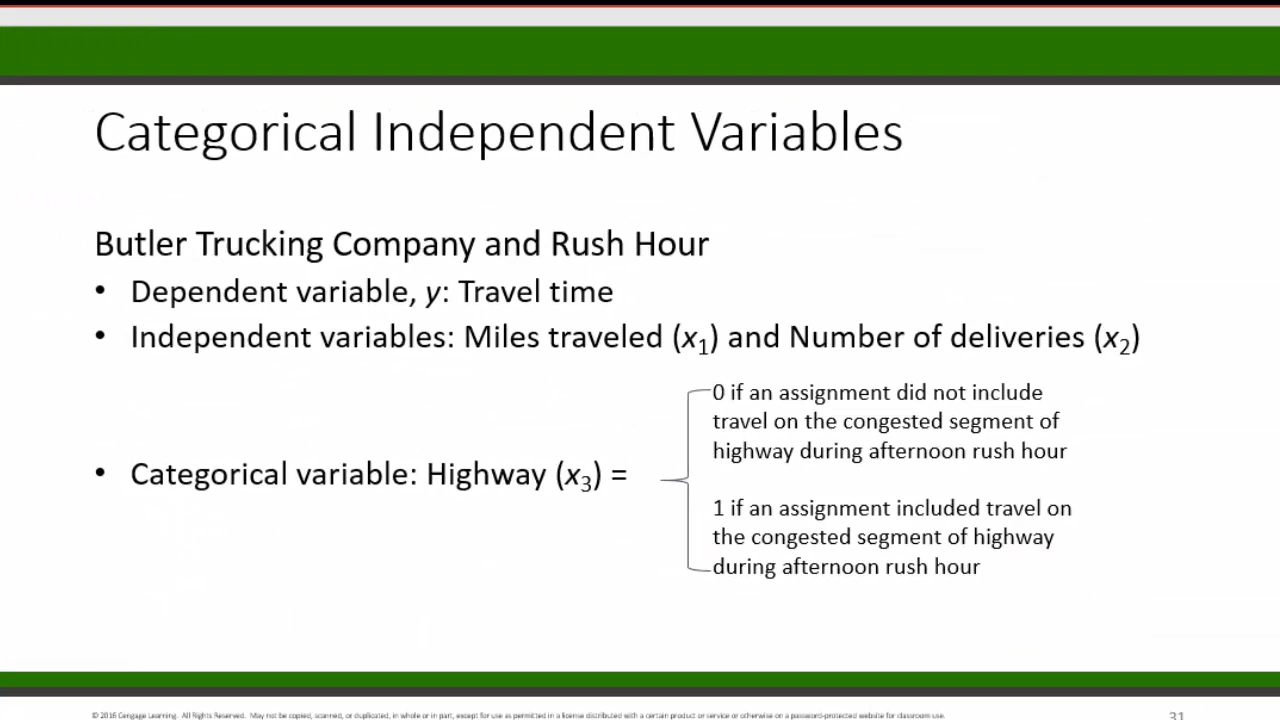 Categorical Independent Variables
Butler Trucking Company and Rush Hour
• Dependent variable, y: Travel time
• Independent variables: Miles traveled (x₁) and Number of deliveries (x₂)
0 if an assignment did not include
travel on the congested segment of
highway during afternoon rush hour
• Categorical variable: Highway (x₃) =
1 if an assignment included travel on
the congested segment of highway
during afternoon rush hour
© 2016 Cengage Learning. All Rights Reserved. May not be copied, scanned, or duplicated, in whole or in part, except for use as permitted in a license distributed with a certain product or service or otherwise on a password-protected website for classroom use.
31